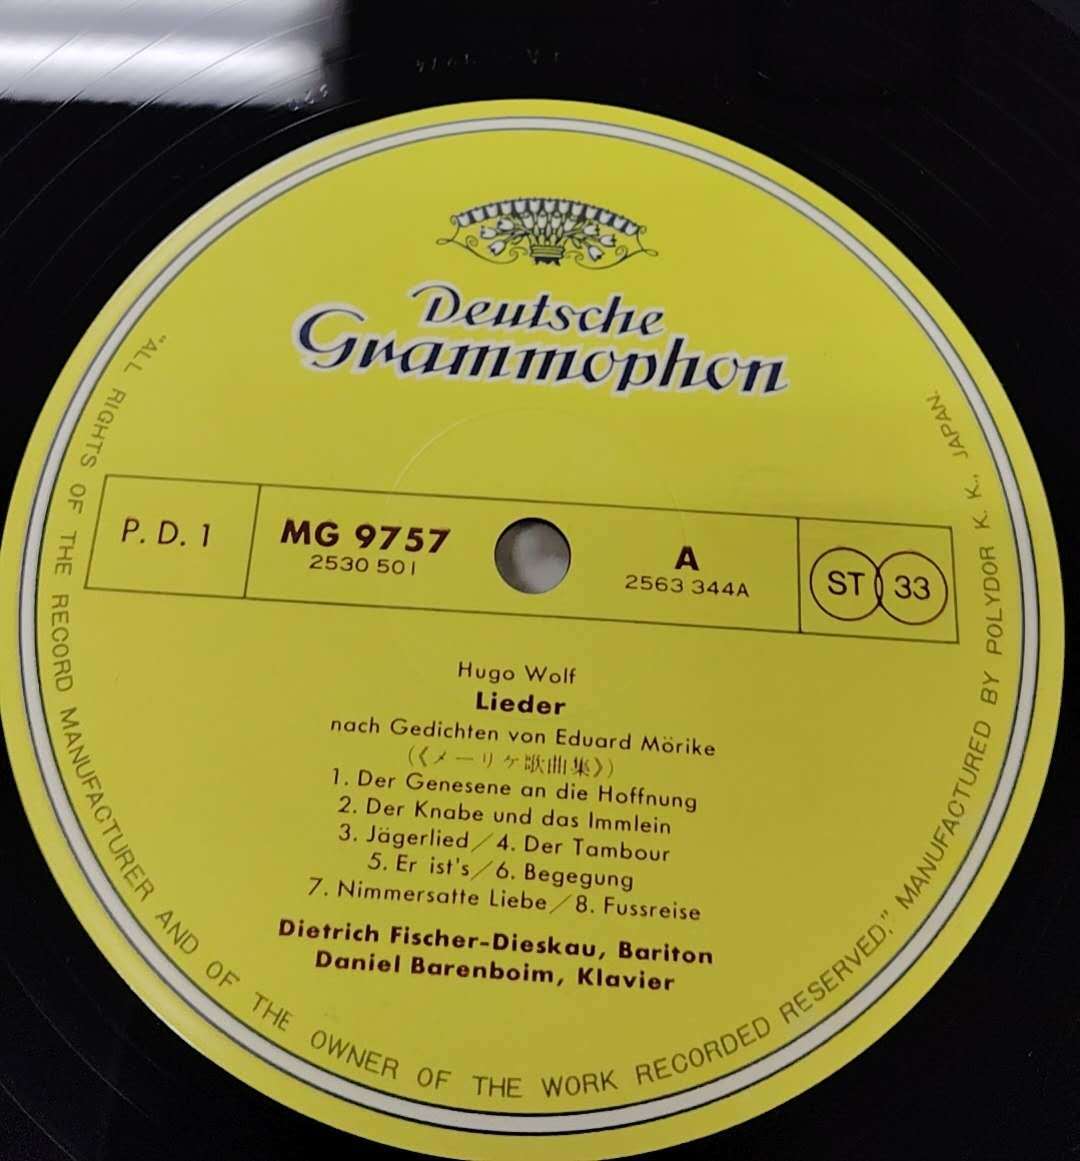 Deutsche
Grammophon
P. D. 1
MG 9757
2530 501
A
2563 344A
ST 33
Hugo Wolf
Lieder
nach Gedichten von Eduard Mörike
(《メーリケ歌曲集》)
1. Der Genesene an die Hoffnung
2. Der Knabe und das Immlein
3. Jägerlied/4. Der Tambour
5. Er ist's/6. Begegung
7. Nimmersatte Liebe/8. Fussreise
Dietrich Fischer-Dieskau, Bariton
Daniel Barenboim, Klavier
"ALL RIGHTS OF THE RECORD MANUFACTURER AND OF THE OWNER OF THE WORK RECORDED RESERVED," MANUFACTURED BY POLYDOR K. K., JAPAN.